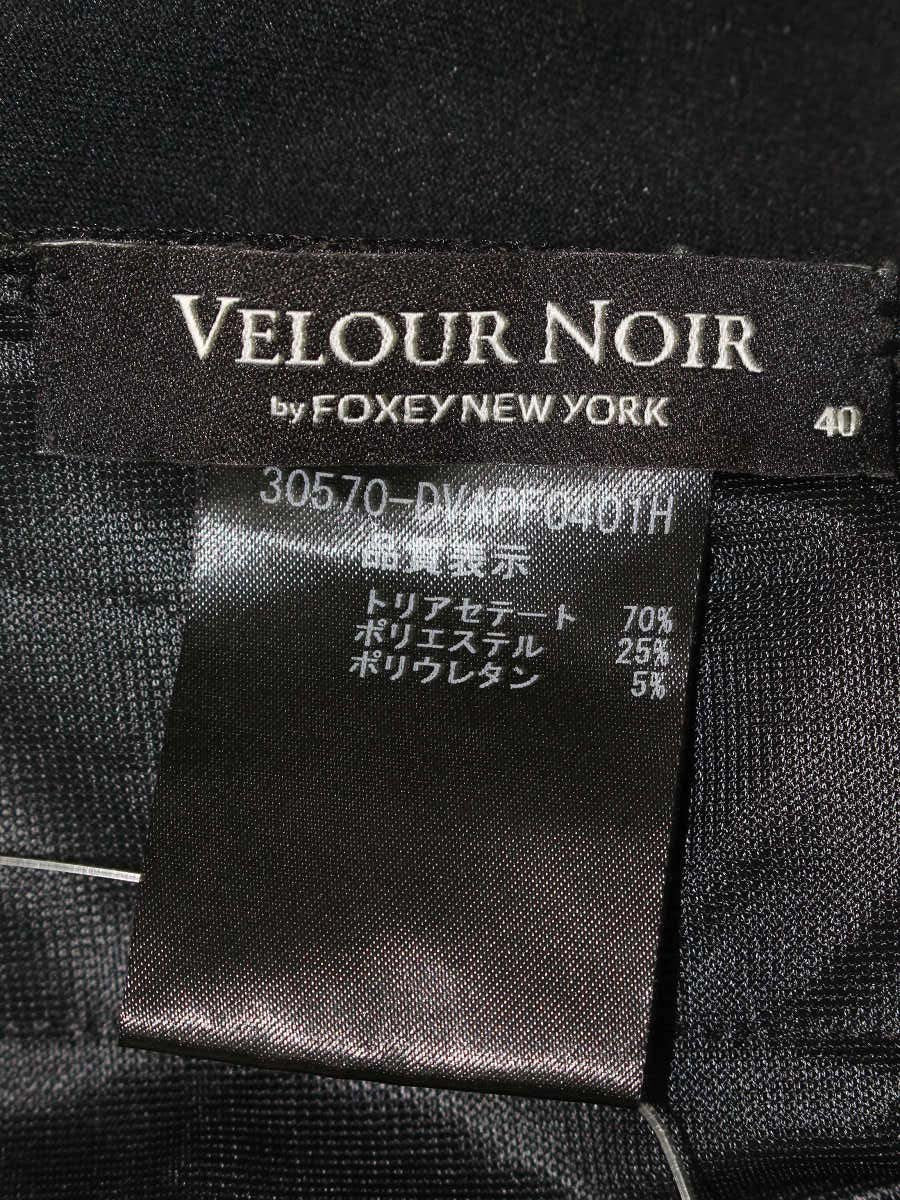 VELOUR NOIR
by FOXEY NEW YORK
40
30570-DVAPF0401H
品質表示
トリアセテート 70%
ポリエステル 25%
ポリウレタン 5%